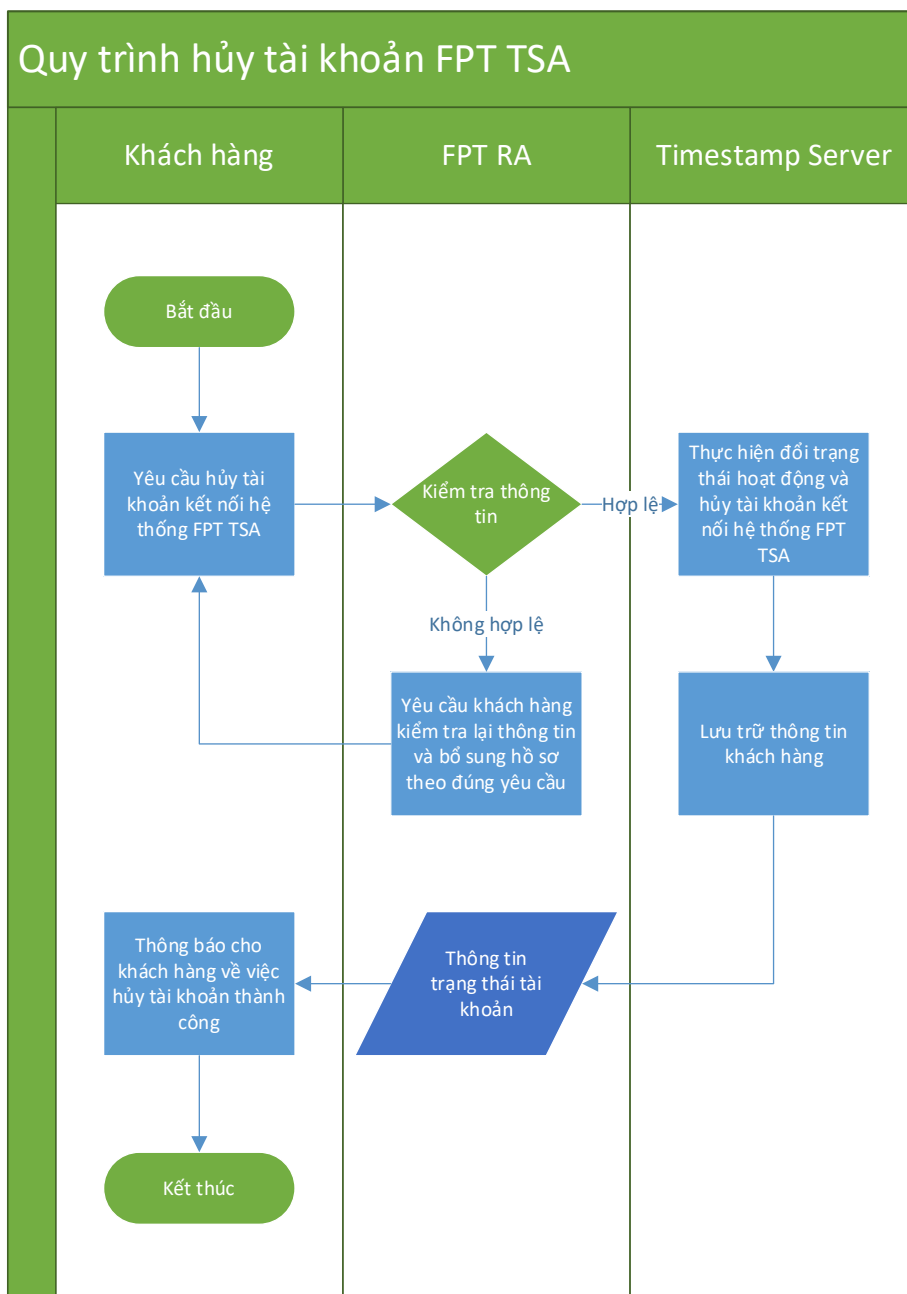 Quy trình hủy tài khoản FPT TSA
Khách hàng
FPT RA
Timestamp Server
Bắt đầu
Yêu cầu hủy tài
khoản kết nối hệ
thống FPT TSA
Kiểm tra thông
tin
Hợp lệ
Thực hiện đổi trạng
thái hoạt động và
hủy tài khoản kết
nối hệ thống FPT
TSA
Không hợp lệ
Yêu cầu khách hàng
kiểm tra lại thông tin
và bổ sung hồ sơ
theo đúng yêu cầu
Lưu trữ thông tin
khách hàng
Thông báo cho
khách hàng về việc
hủy tài khoản thành
công
Thông tin
trạng thái tài
khoản
Kết thúc